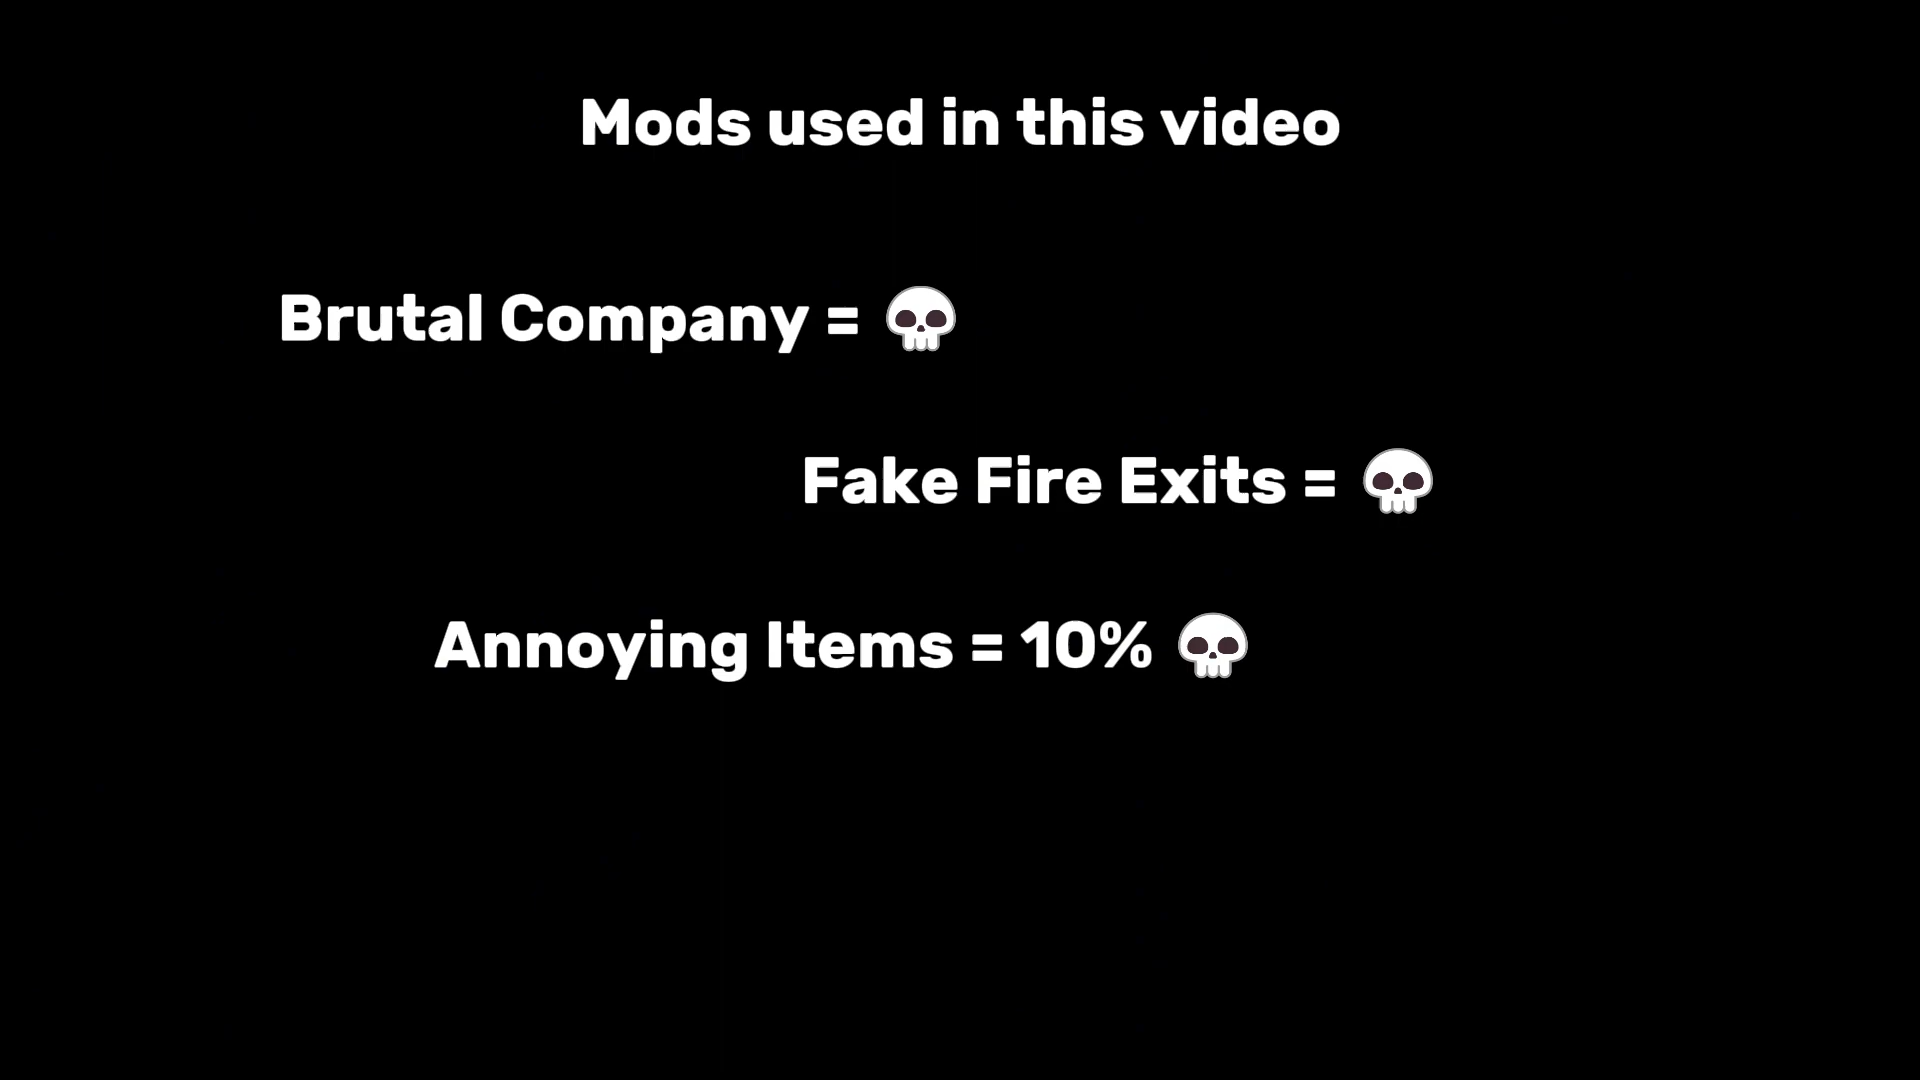 Mods used in this video
Brutal Company = 💀
Fake Fire Exits = 💀
Annoying Items = 10% 💀